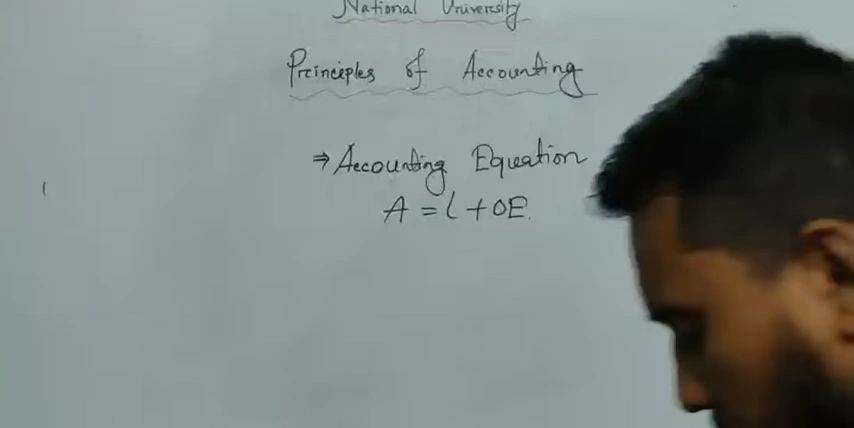 National University
Principles of Accounting
⇒ Accounting Equation
A = L + OE